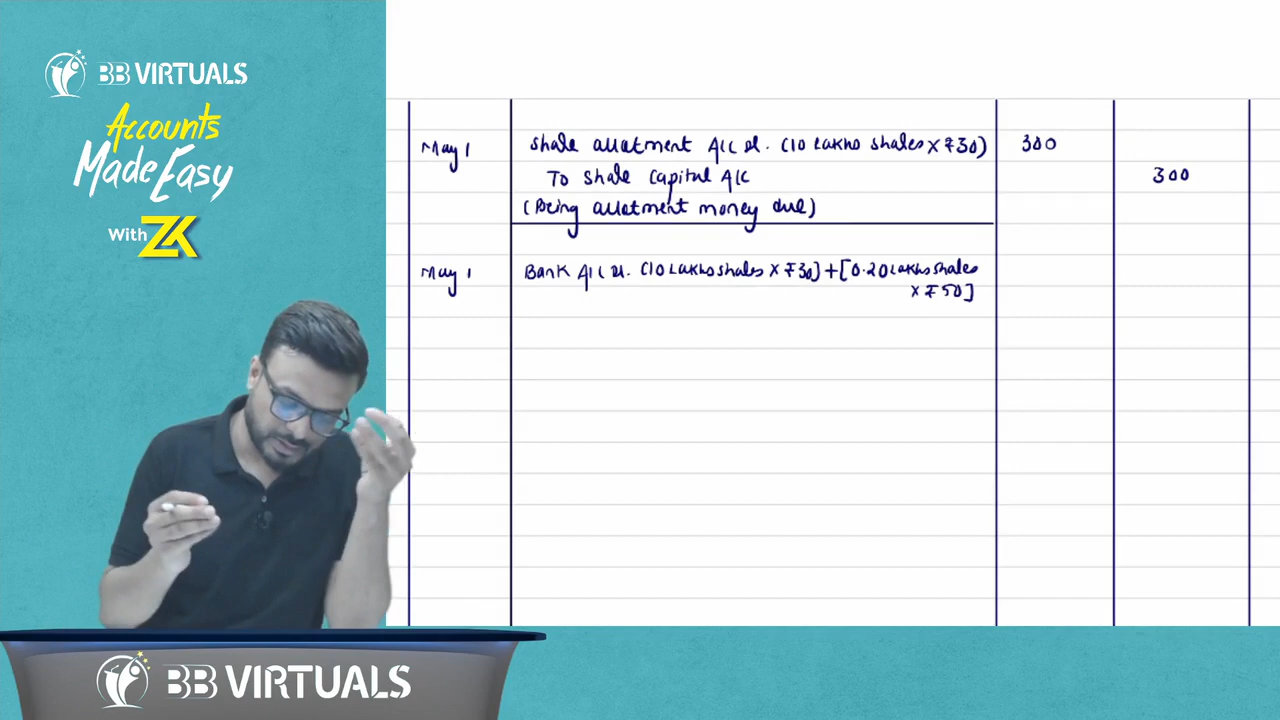 BB VIRTUALS
Accounts
Made Easy
With ZK
May 1 Share allotment A/c dr. (10 Lakhs shares x ₹30) 300
To Share Capital A/c 300
(Being allotment money due)
May 1 Bank A/c dr. (10 Lakhs shares x ₹30) + [0.20 Lakhs shares
x ₹50]
BB VIRTUALS